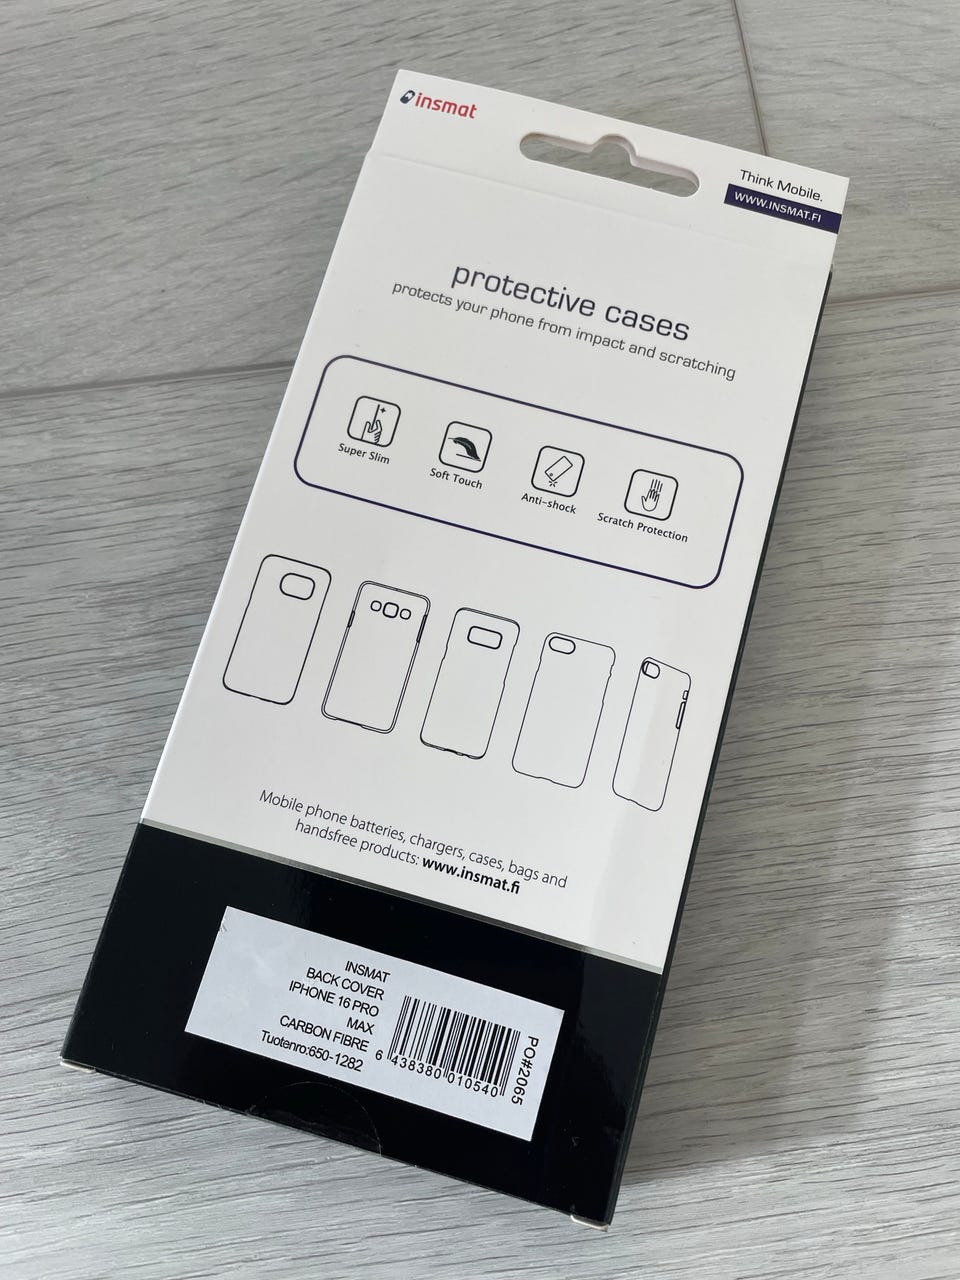 insmat
Think Mobile.
WWW.INSMAT.FI
protective cases
protects your phone from impact and scratching
Super Slim
Soft Touch
Anti-shock
Scratch Protection
Mobile phone batteries, chargers, cases, bags and
handsfree products: www.insmat.fi
INSMAT
BACK COVER
IPHONE 16 PRO
MAX
CARBON FIBRE
Tuotenro:650-1282
6 438380 010540
PO#2065